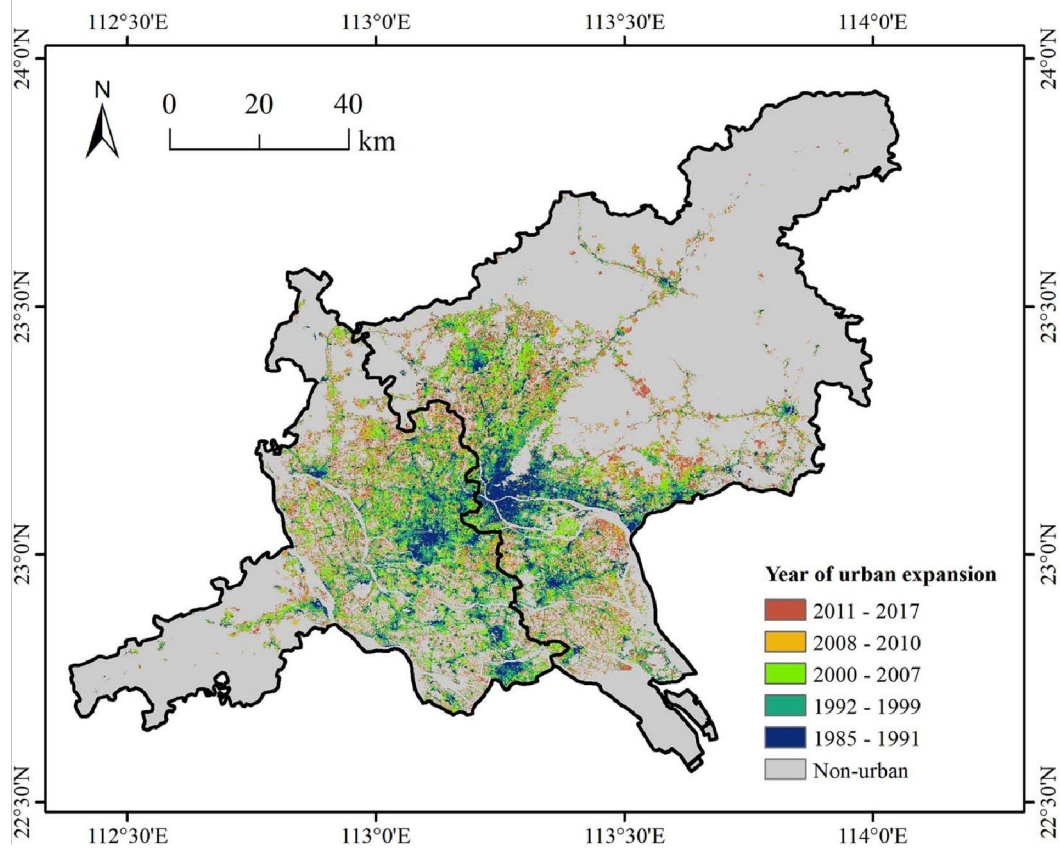 112°30'E 113°0'E 113°30'E 114°0'E
24°0'N 24°0'N
N 0 20 40
km
23°30'N 23°30'N
23°0'N 23°0'N
Year of urban expansion
2011 - 2017
2008 - 2010
2000 - 2007
1992 - 1999
1985 - 1991
Non-urban
22°30'N 22°30'N
112°30'E 113°0'E 113°30'E 114°0'E